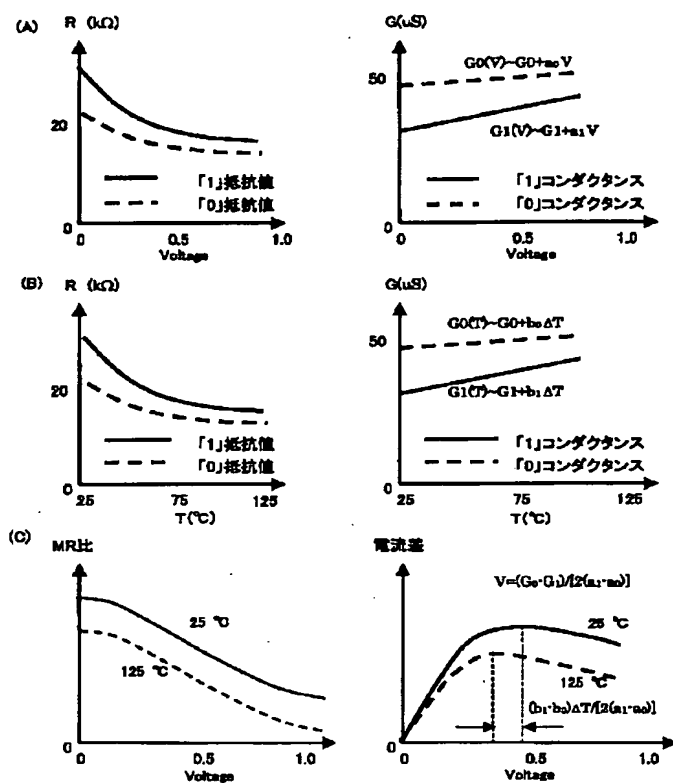 (A)
R (kΩ)
20
0
「1」抵抗値
「0」抵抗値
0
0.5
1.0
Voltage
G(uS)
50
G0(V)~G0+a₀V
G1(V)~G1+a₁V
「1」コンダクタンス
「0」コンダクタンス
0
0
0.5
1.0
Voltage
(B)
R (kΩ)
20
0
「1」抵抗値
「0」抵抗値
25
75
125
T(°C)
G(uS)
50
G0(T)~G0+b₀ΔT
G1(T)~G1+b₁ΔT
「1」コンダクタンス
「0」コンダクタンス
0
25
75
125
T(°C)
(C)
MR比
25 °C
125 °C
0
0
0.5
1.0
Voltage
電流差
V=(G₀-G₁)/[2(a₁-a₀)]
25 °C
125 °C
(b₁-b₀)ΔT/[2(a₁-a₀)]
0
0
0.5
1.0
Voltage